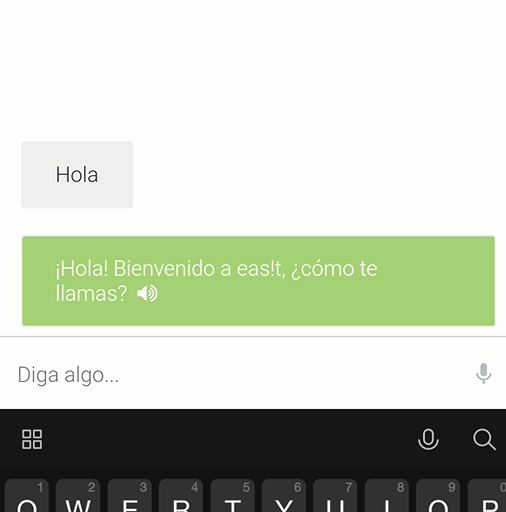 Hola
¡Hola! Bienvenido a eas!t, ¿cómo te
llamas?
Diga algo...
1 2 3 4 5 6 7 8 9 0
Q W E R T Y U I O P